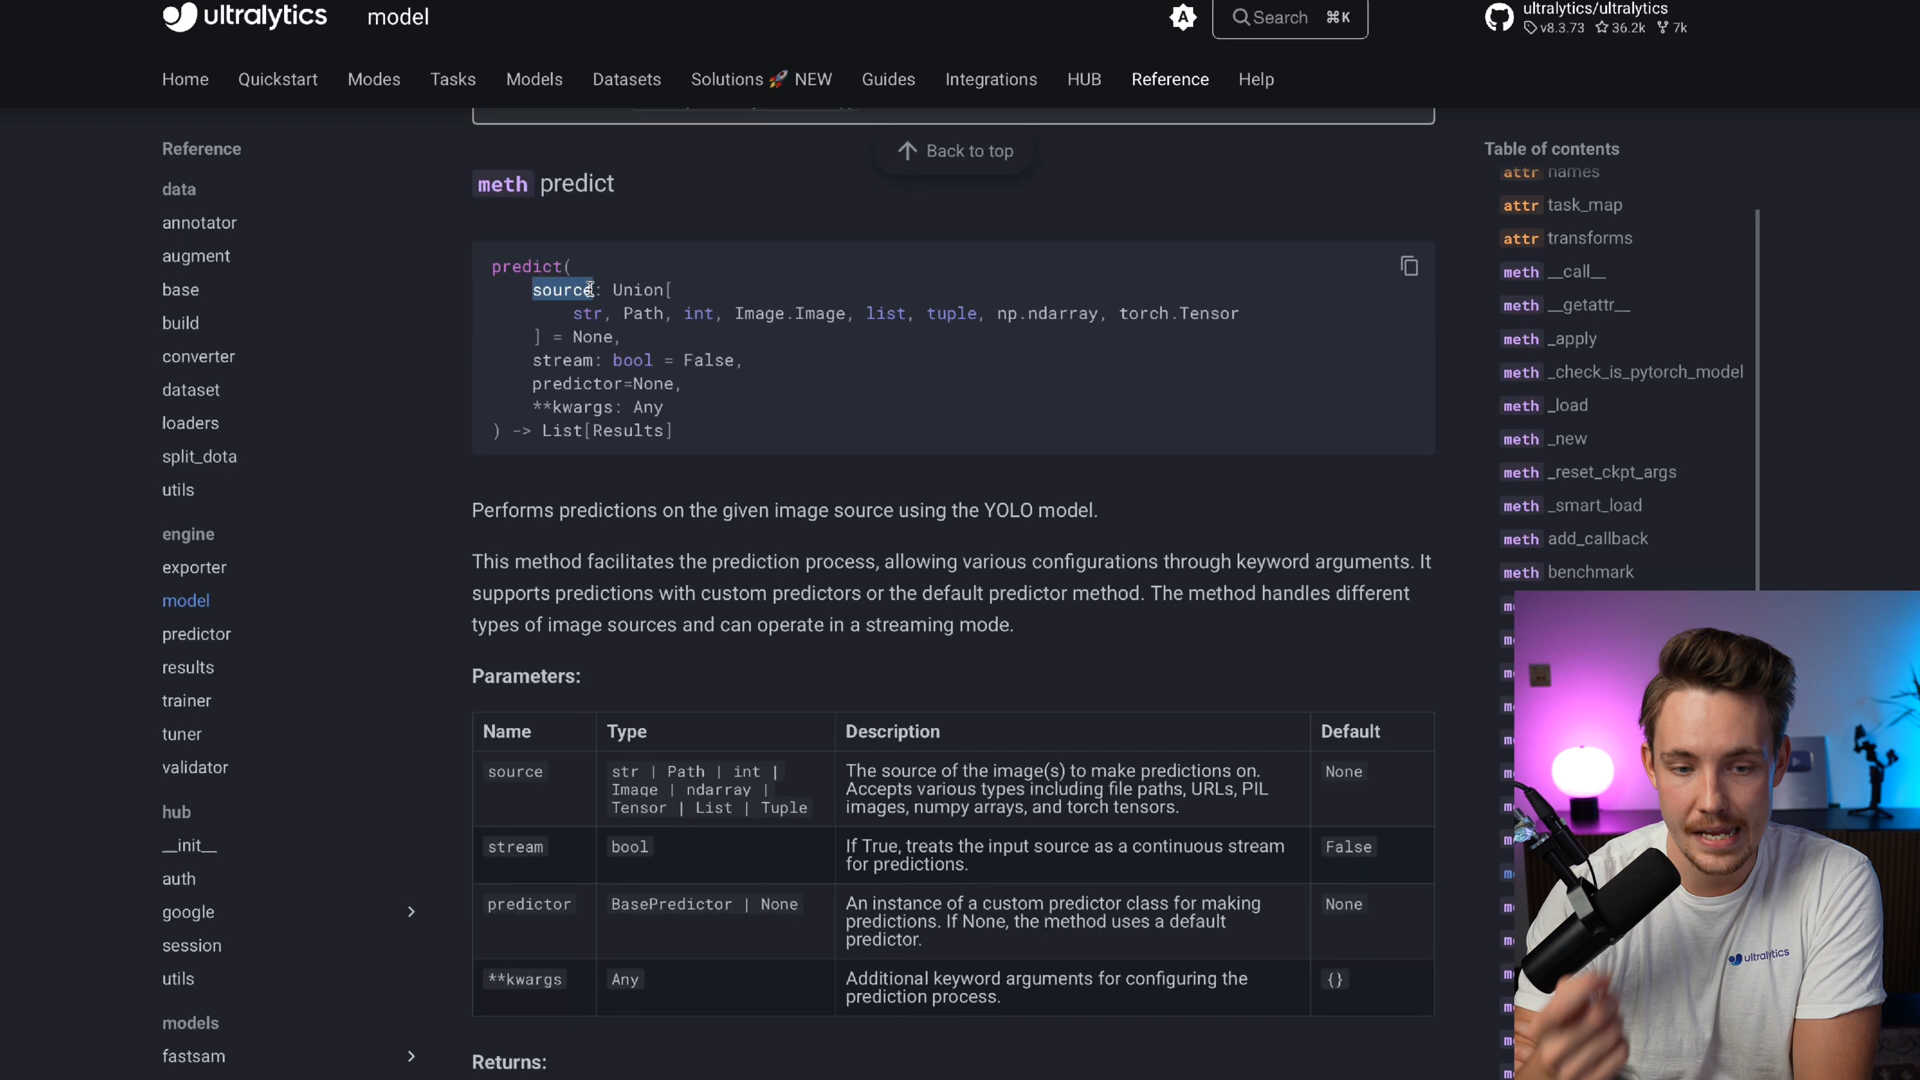 ultralytics
model
Search ⌘K
ultralytics/ultralytics
v8.3.73 36.2k 7k
Home Quickstart Modes Tasks Models Datasets Solutions 🚀 NEW Guides Integrations HUB Reference Help
Reference
data
annotator
augment
base
build
converter
dataset
loaders
split_dota
utils
engine
exporter
model
predictor
results
trainer
tuner
validator
hub
__init__
auth
google
session
utils
models
fastsam
Back to top
meth predict
predict(
source: Union[
str, Path, int, Image.Image, list, tuple, np.ndarray, torch.Tensor
] = None,
stream: bool = False,
predictor=None,
**kwargs: Any
) -> List[Results]
Performs predictions on the given image source using the YOLO model.
This method facilitates the prediction process, allowing various configurations through keyword arguments. It
supports predictions with custom predictors or the default predictor method. The method handles different
types of image sources and can operate in a streaming mode.
Parameters:
Name Type Description Default
source str | Path | int | Image | ndarray | Tensor | List | Tuple The source of the image(s) to make predictions on. Accepts various types including file paths, URLs, PIL images, numpy arrays, and torch tensors. None
stream bool If True, treats the input source as a continuous stream for predictions. False
predictor BasePredictor | None An instance of a custom predictor class for making predictions. If None, the method uses a default predictor. None
**kwargs Any Additional keyword arguments for configuring the prediction process. {}
Returns:
Table of contents
attr names
attr task_map
attr transforms
meth __call__
meth __getattr__
meth _apply
meth _check_is_pytorch_model
meth _load
meth _new
meth _reset_ckpt_args
meth _smart_load
meth add_callback
meth benchmark
ultralytics